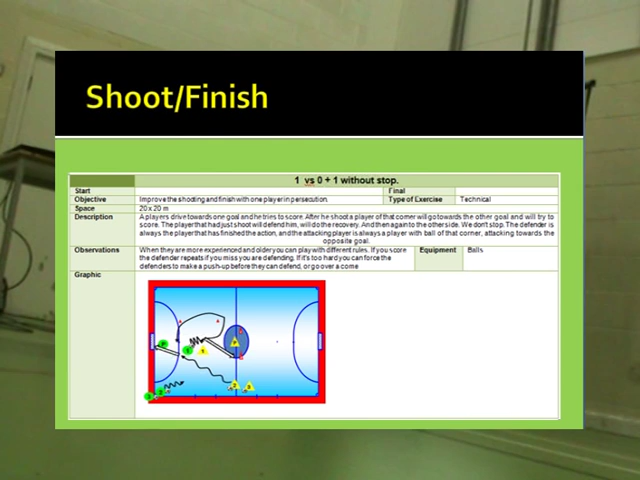 Shoot/Finish
1 vs 0 + 1 without stop.
Start Final
Objective Improve the shooting and finish with one player in persecution. Type of Exercise Technical
Space 20 x 20 m
Description A players drive towards one goal and he tries to score. After he shoot a player of that corner will go towards the other goal and will try to
score. The player that had just shoot will defend him, will do the recovery. And then again to the other side. We don't stop. The defender is
always the player that has finished the action, and the attacking player is always a player with ball of that corner, attacking towards the
opposite goal.
Observations When they are more experienced and older you can play with different rules. If you score Equipment Balls
the defender repeats if you miss you are defending. If it's too hard you can force the
defenders to make a push-up before they can defend, or go over a come
Graphic